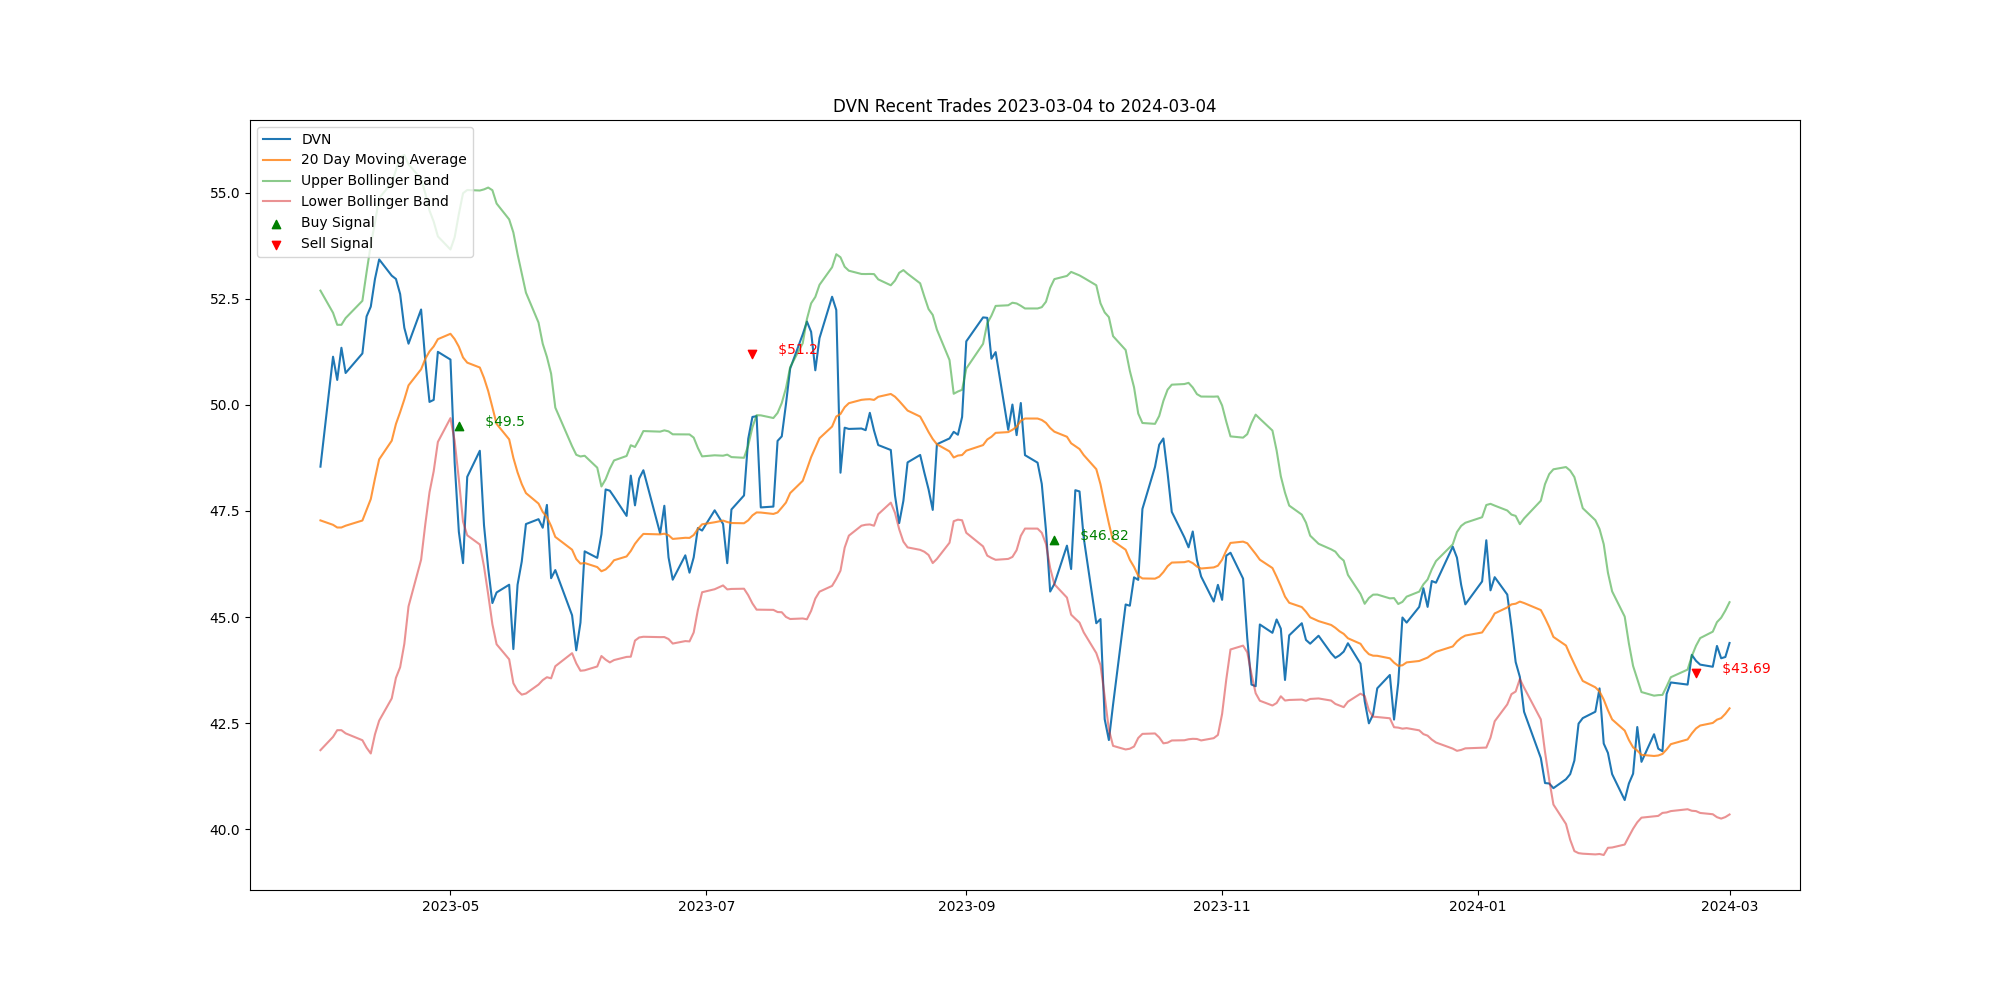 DVN Recent Trades 2023-03-04 to 2024-03-04
DVN
20 Day Moving Average
Upper Bollinger Band
Lower Bollinger Band
Buy Signal
Sell Signal
55.0
52.5
50.0
47.5
45.0
42.5
40.0
$49.5
$51.2
$46.82
$43.69
2023-05
2023-07
2023-09
2023-11
2024-01
2024-03